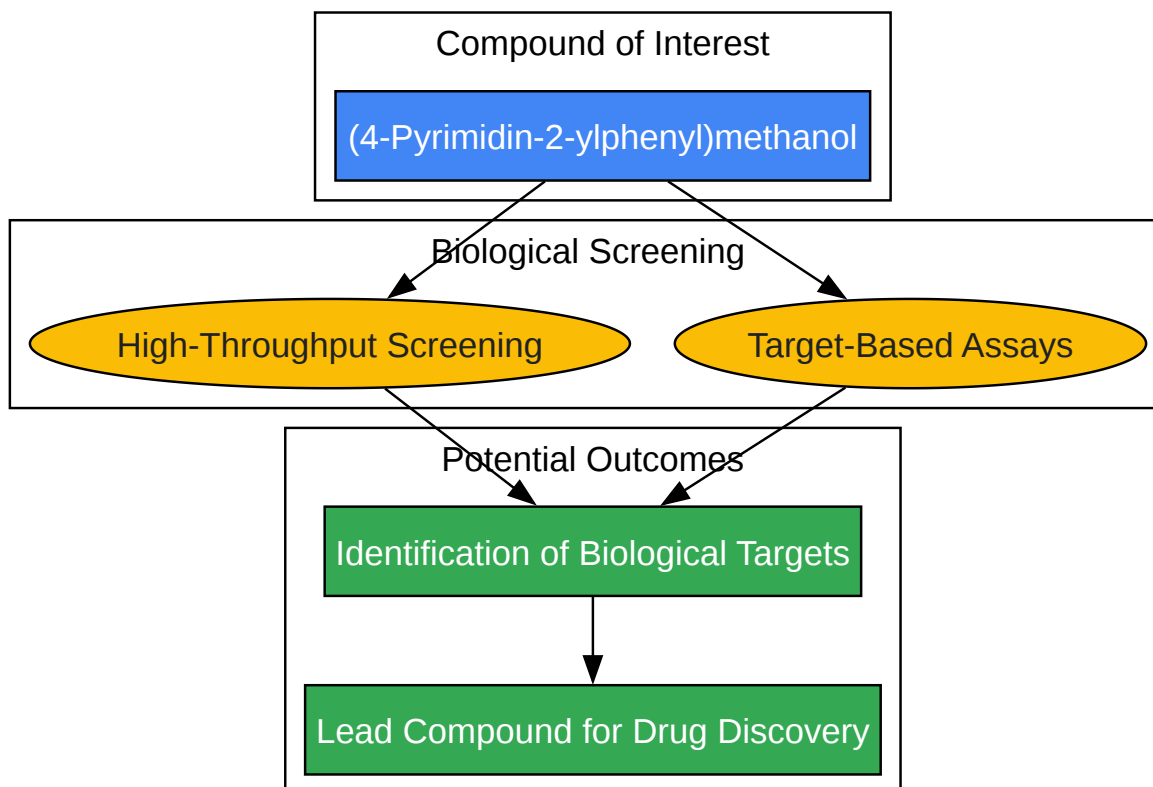 Compound of Interest
(4-Pyrimidin-2-ylphenyl)methanol
Biological Screening
High-Throughput Screening
Target-Based Assays
Potential Outcomes
Identification of Biological Targets
Lead Compound for Drug Discovery